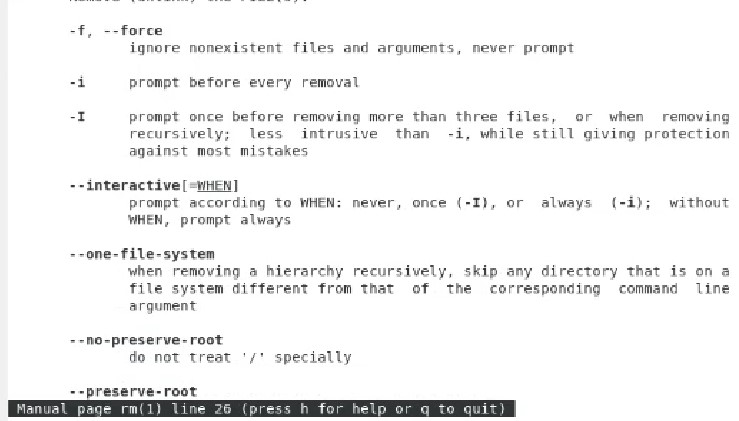 -f, --force
ignore nonexistent files and arguments, never prompt
-i prompt before every removal
-I prompt once before removing more than three files, or when removing
recursively; less intrusive than -i, while still giving protection
against most mistakes
--interactive[=WHEN]
prompt according to WHEN: never, once (-I), or always (-i); without
WHEN, prompt always
--one-file-system
when removing a hierarchy recursively, skip any directory that is on a
file system different from that of the corresponding command line
argument
--no-preserve-root
do not treat '/' specially
--preserve-root
Manual page rm(1) line 26 (press h for help or q to quit)